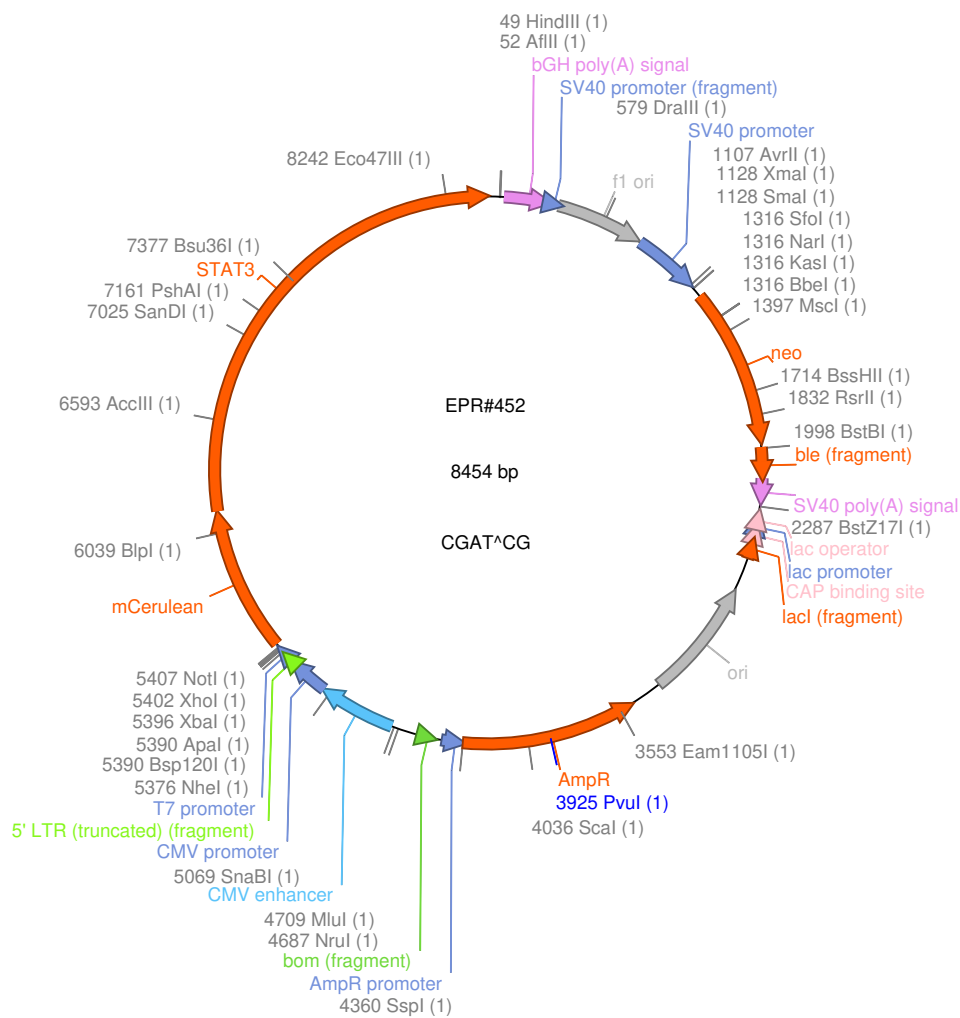 49 HindIII (1)
52 AflII (1)
bGH poly(A) signal
SV40 promoter (fragment)
579 DraIII (1)
SV40 promoter
1107 AvrII (1)
1128 XmaI (1)
1128 SmaI (1)
1316 SfoI (1)
1316 NarI (1)
1316 KasI (1)
1316 BbeI (1)
1397 MscI (1)
f1 ori
neo
1714 BssHII (1)
1832 RsrII (1)
1998 BstBI (1)
ble (fragment)
SV40 poly(A) signal
2287 BstZ17I (1)
lac operator
lac promoter
CAP binding site
lacI (fragment)
ori
3553 Eam1105I (1)
AmpR
3925 PvuI (1)
4036 ScaI (1)
4360 SspI (1)
AmpR promoter
bom (fragment)
4687 NruI (1)
4709 MluI (1)
CMV enhancer
5069 SnaBI (1)
CMV promoter
5' LTR (truncated) (fragment)
T7 promoter
5376 NheI (1)
5390 Bsp120I (1)
5390 ApaI (1)
5396 XbaI (1)
5402 XhoI (1)
5407 NotI (1)
mCerulean
6039 BlpI (1)
6593 AccIII (1)
7025 SanDI (1)
7161 PshAI (1)
STAT3
7377 Bsu36I (1)
8242 Eco47III (1)
EPR#452
8454 bp
CGAT^CG